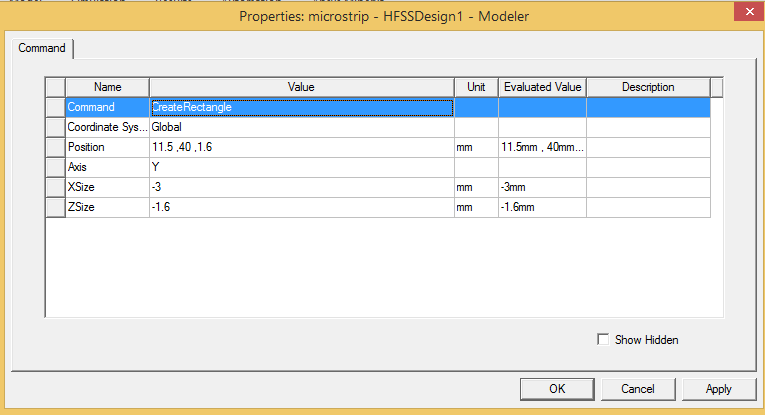 Properties: microstrip - HFSSDesign1 - Modeler
Command
Name Value Unit Evaluated Value Description
Command CreateRectangle
Coordinate Sys... Global
Position 11.5 ,40 ,1.6 mm 11.5mm , 40mm...
Axis Y
XSize -3 mm -3mm
ZSize -1.6 mm -1.6mm
Show Hidden
OK Cancel Apply